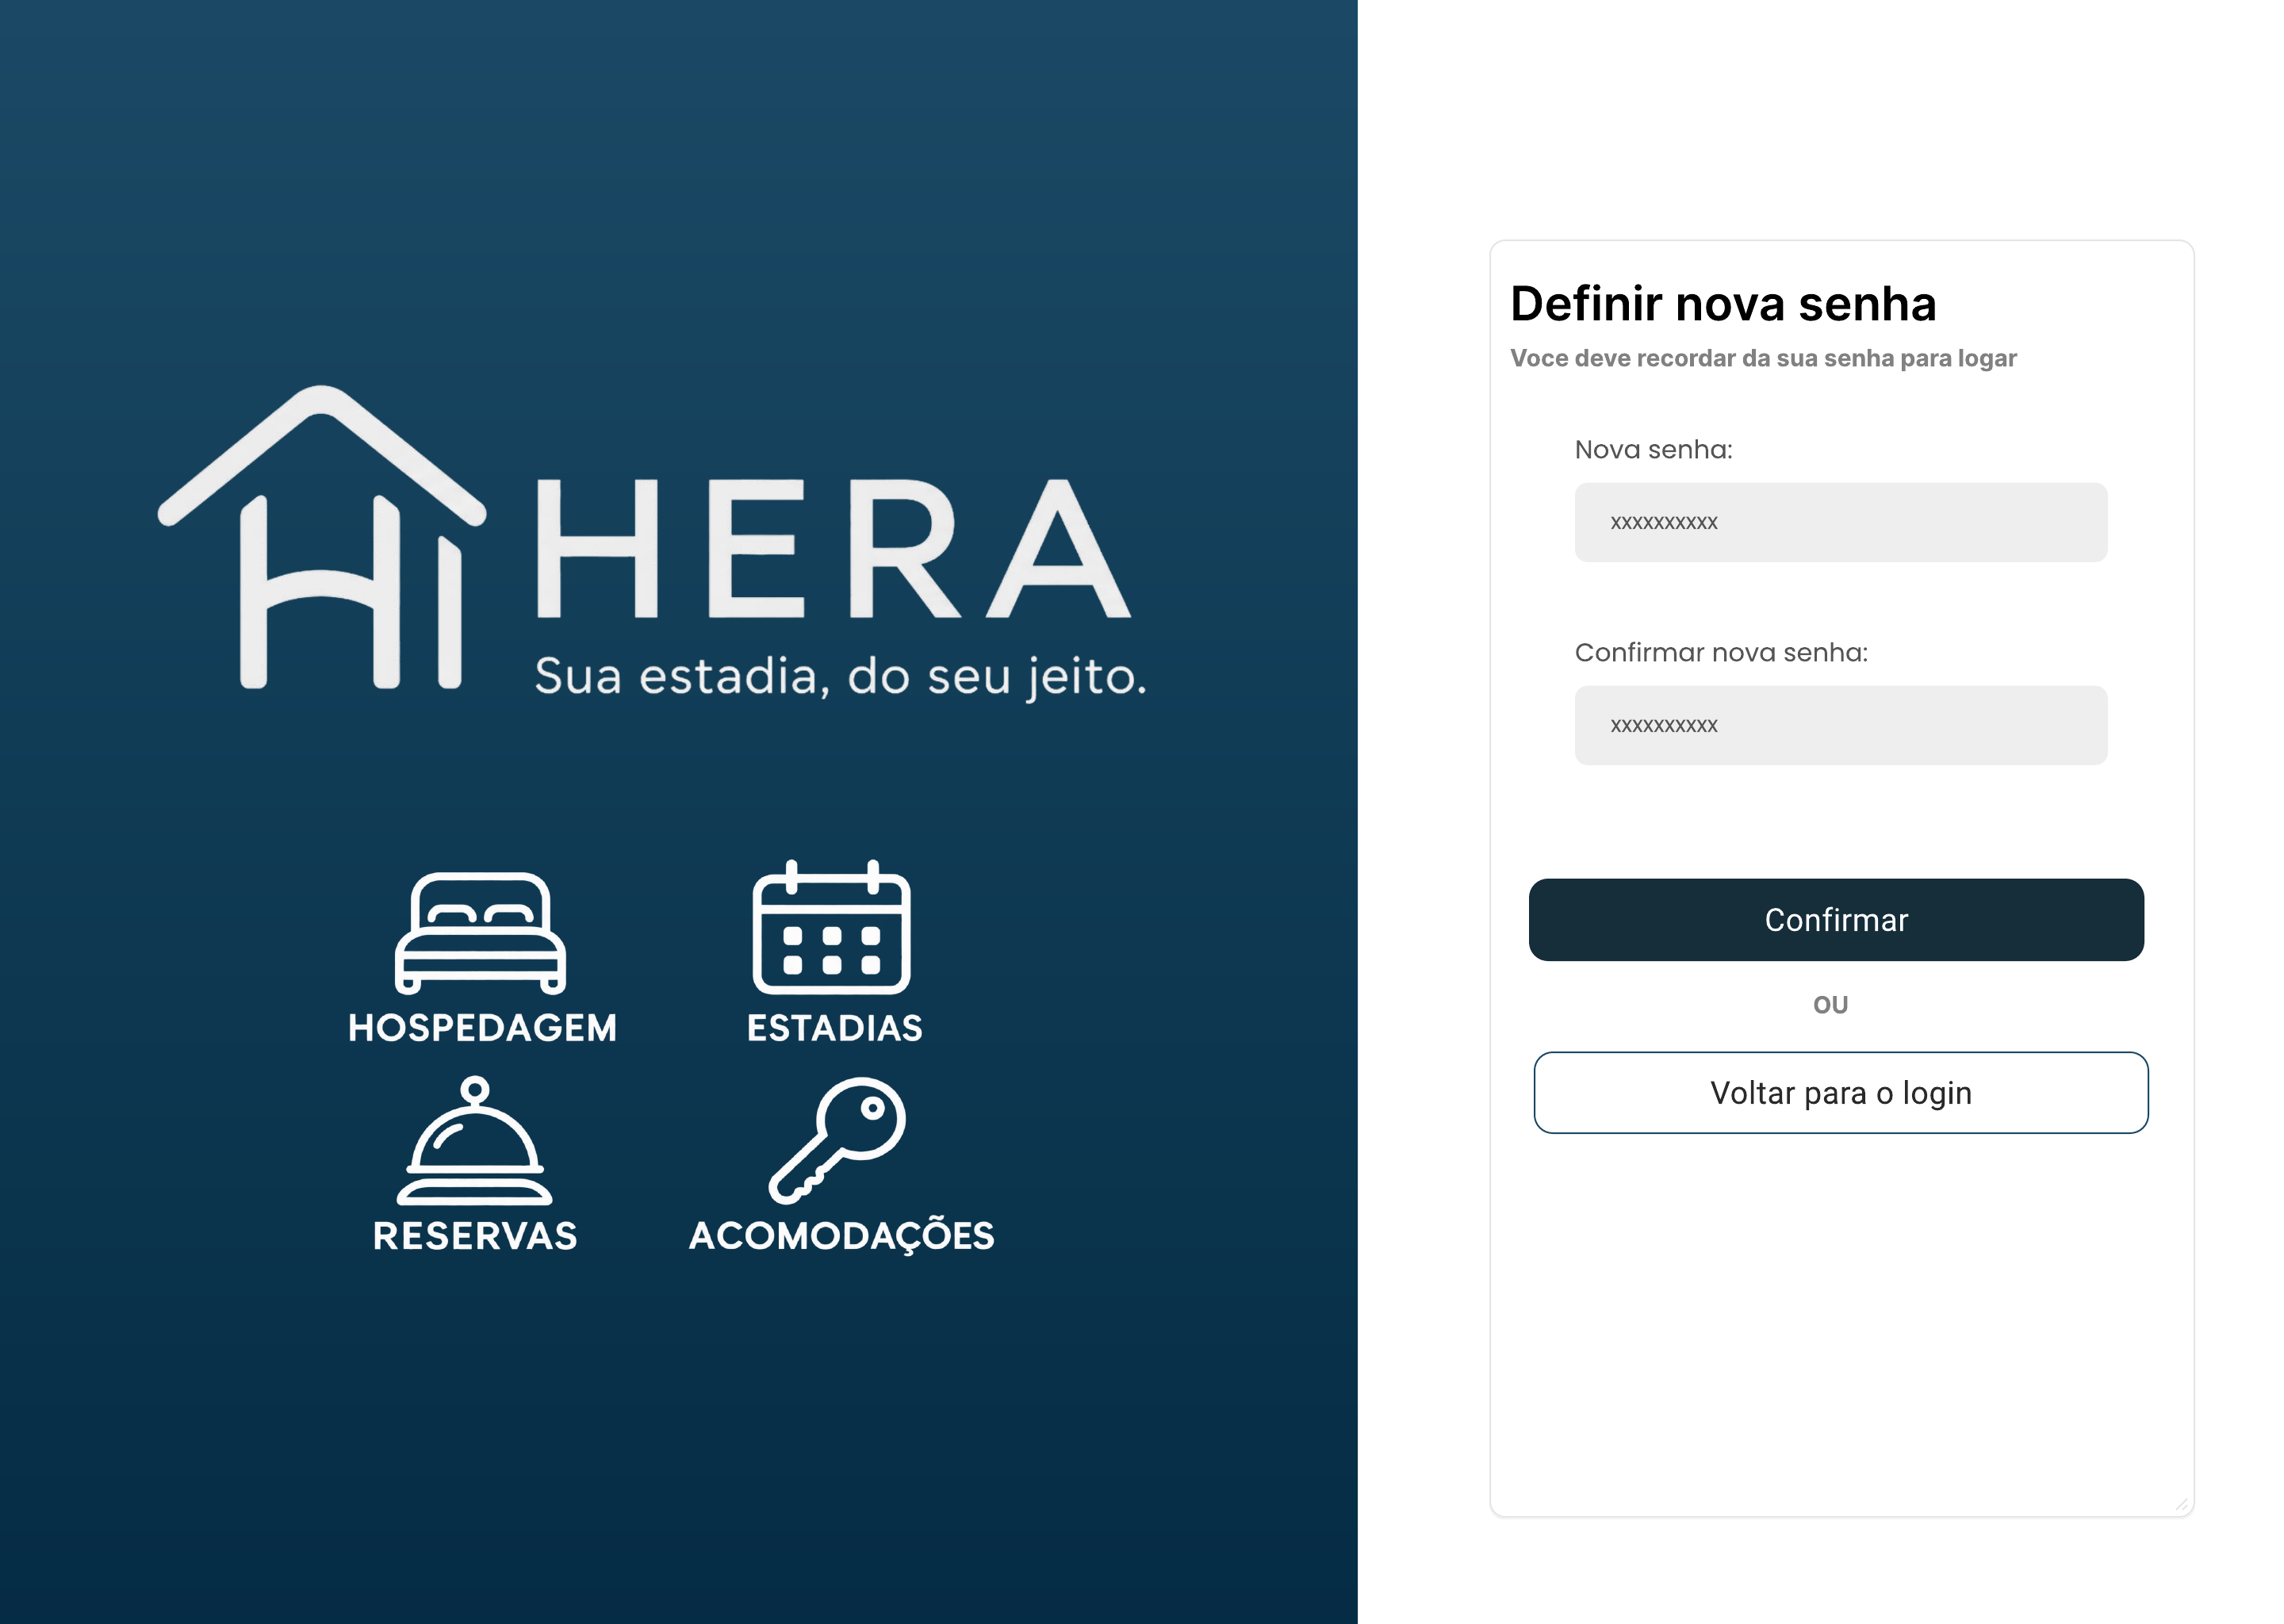 HERA
Sua estadia, do seu jeito.
HOSPEDAGEM
ESTADIAS
RESERVAS
ACOMODAÇÕES
Definir nova senha
Voce deve recordar da sua senha para logar
Nova senha:
xxxxxxxxxx
Confirmar nova senha:
xxxxxxxxxx
Confirmar
ou
Voltar para o login